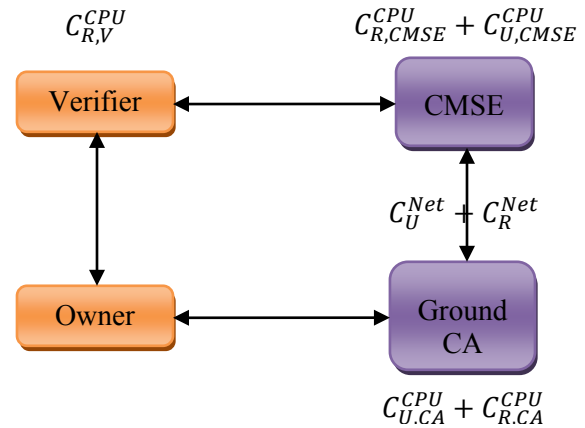 C_{R,V}^{CPU}
C_{R,CMSE}^{CPU} + C_{U,CMSE}^{CPU}
Verifier
CMSE
C_U^{Net} + C_R^{Net}
Owner
Ground
CA
C_{U,CA}^{CPU} + C_{R,CA}^{CPU}